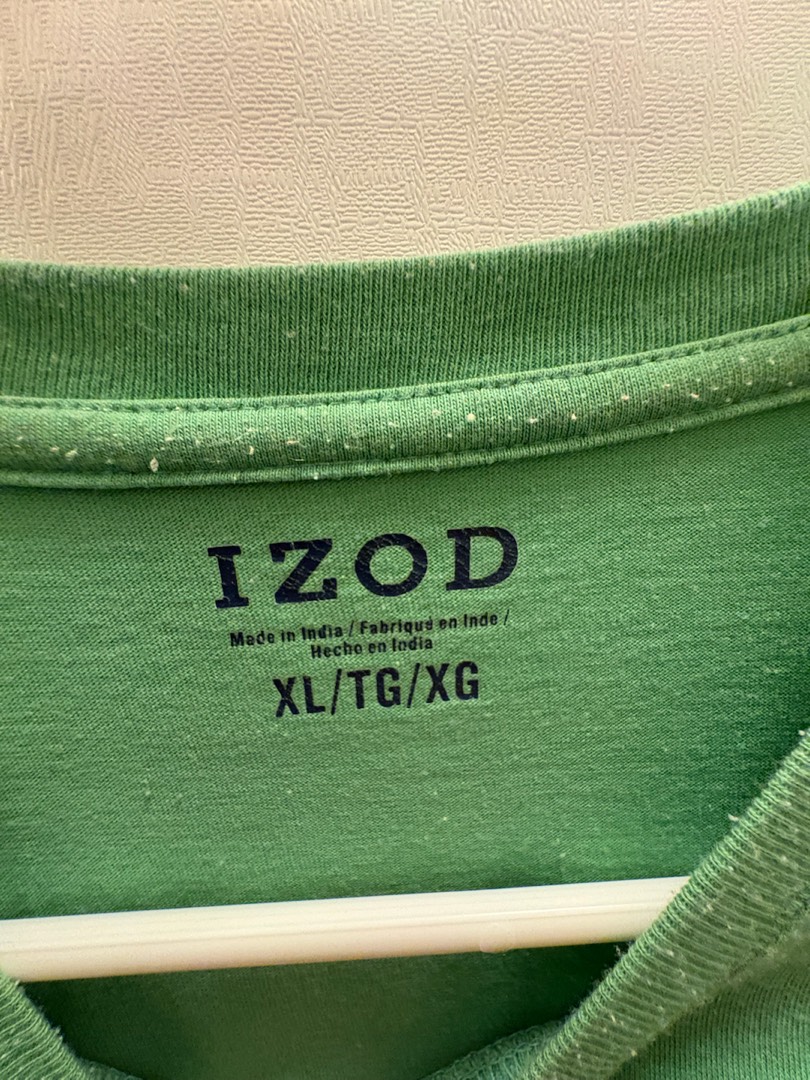 IZOD
Made in India / Fabriqué en Inde /
Hecho en India
XL/TG/XG